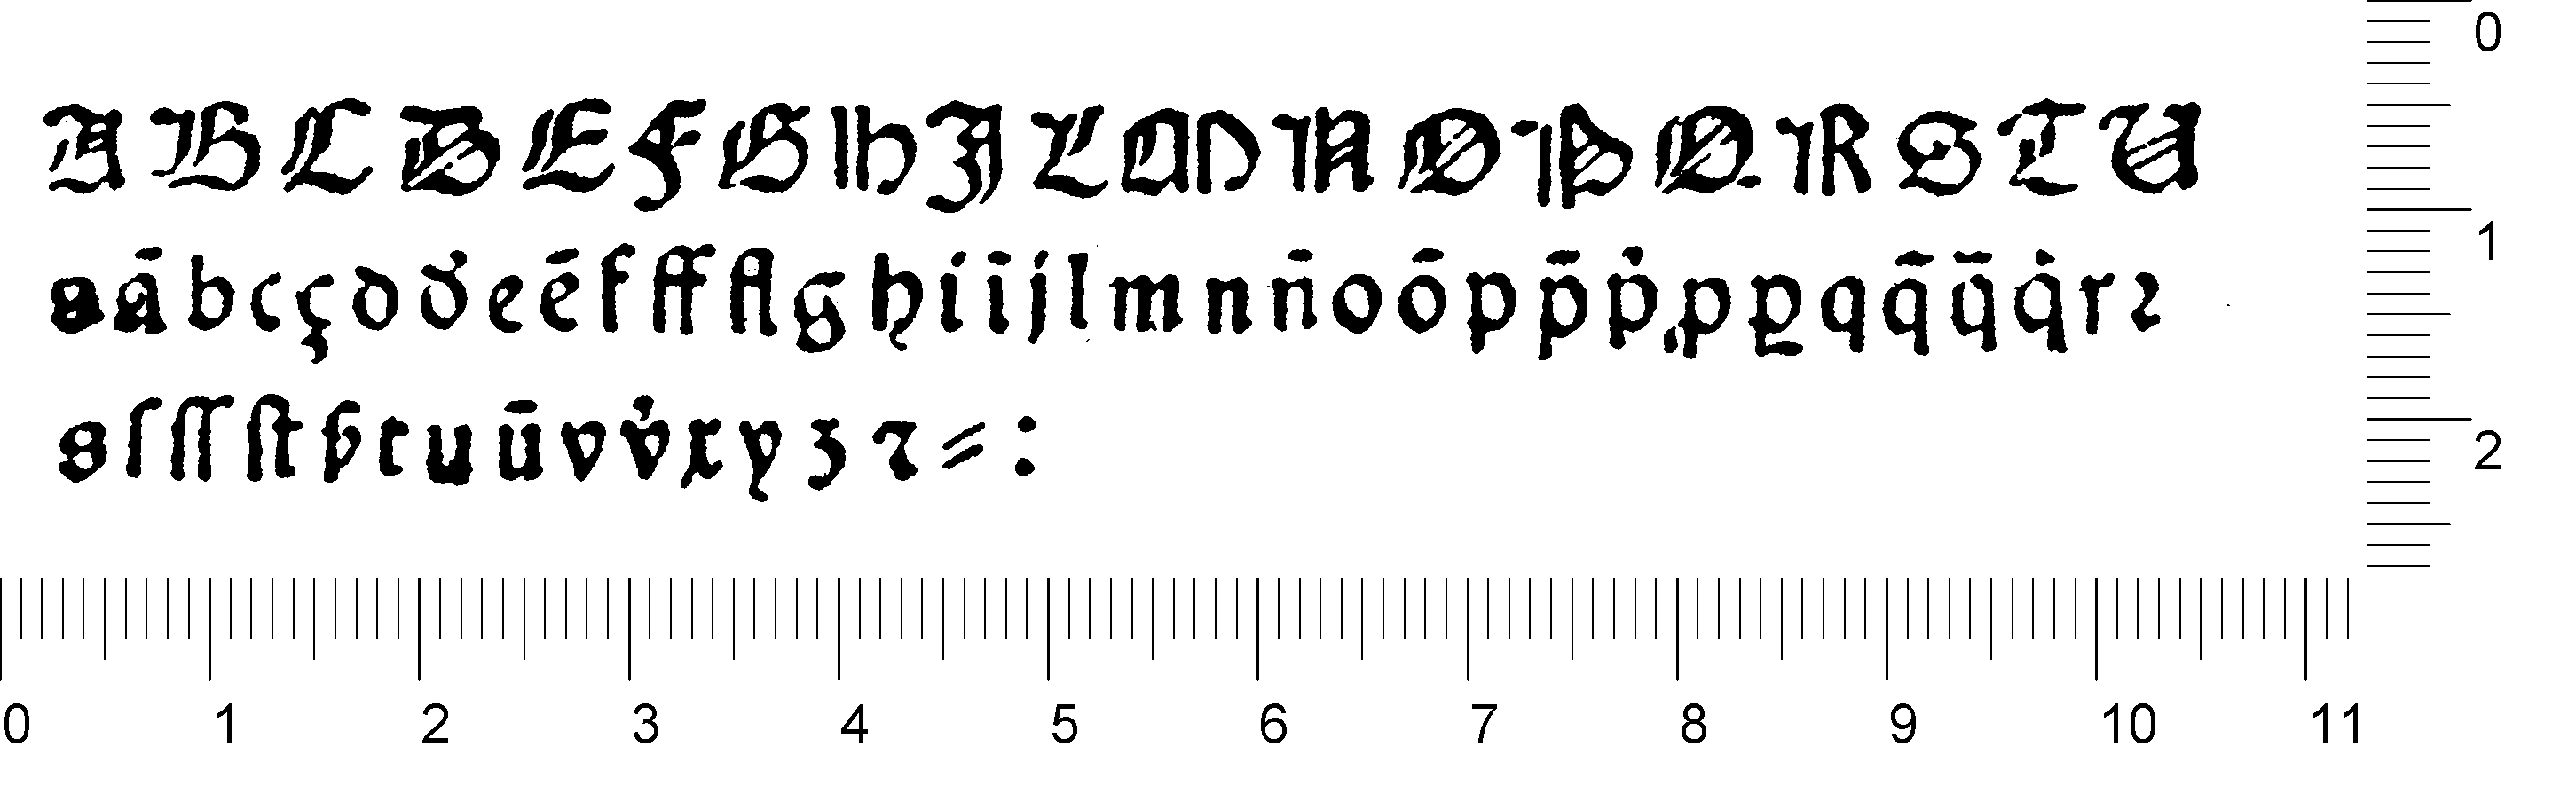 A B C D E F G H J L M N O P Q R S T U
0
a ā b c ç d d̄ e ē f ff fl g h i ī j l m n n̄ o ō p p̄ p̓ ꝓ ꝑ q q̄ q̃ q̇ r ꝛ
1
s ſ ſſ ſt ß t u ū v v̓ x y ʒ ⁊ = :
2
0 1 2 3 4 5 6 7 8 9 10 11